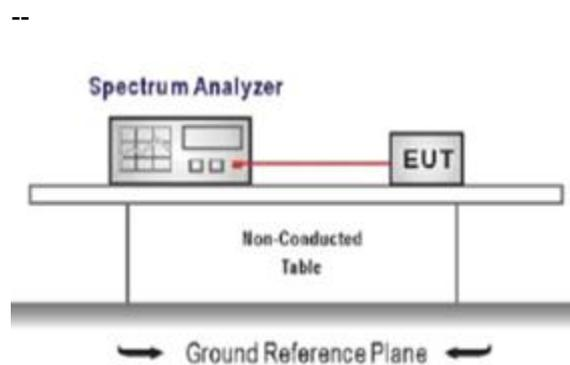 --
Spectrum Analyzer
EUT
Non-Conducted
Table
Ground Reference Plane